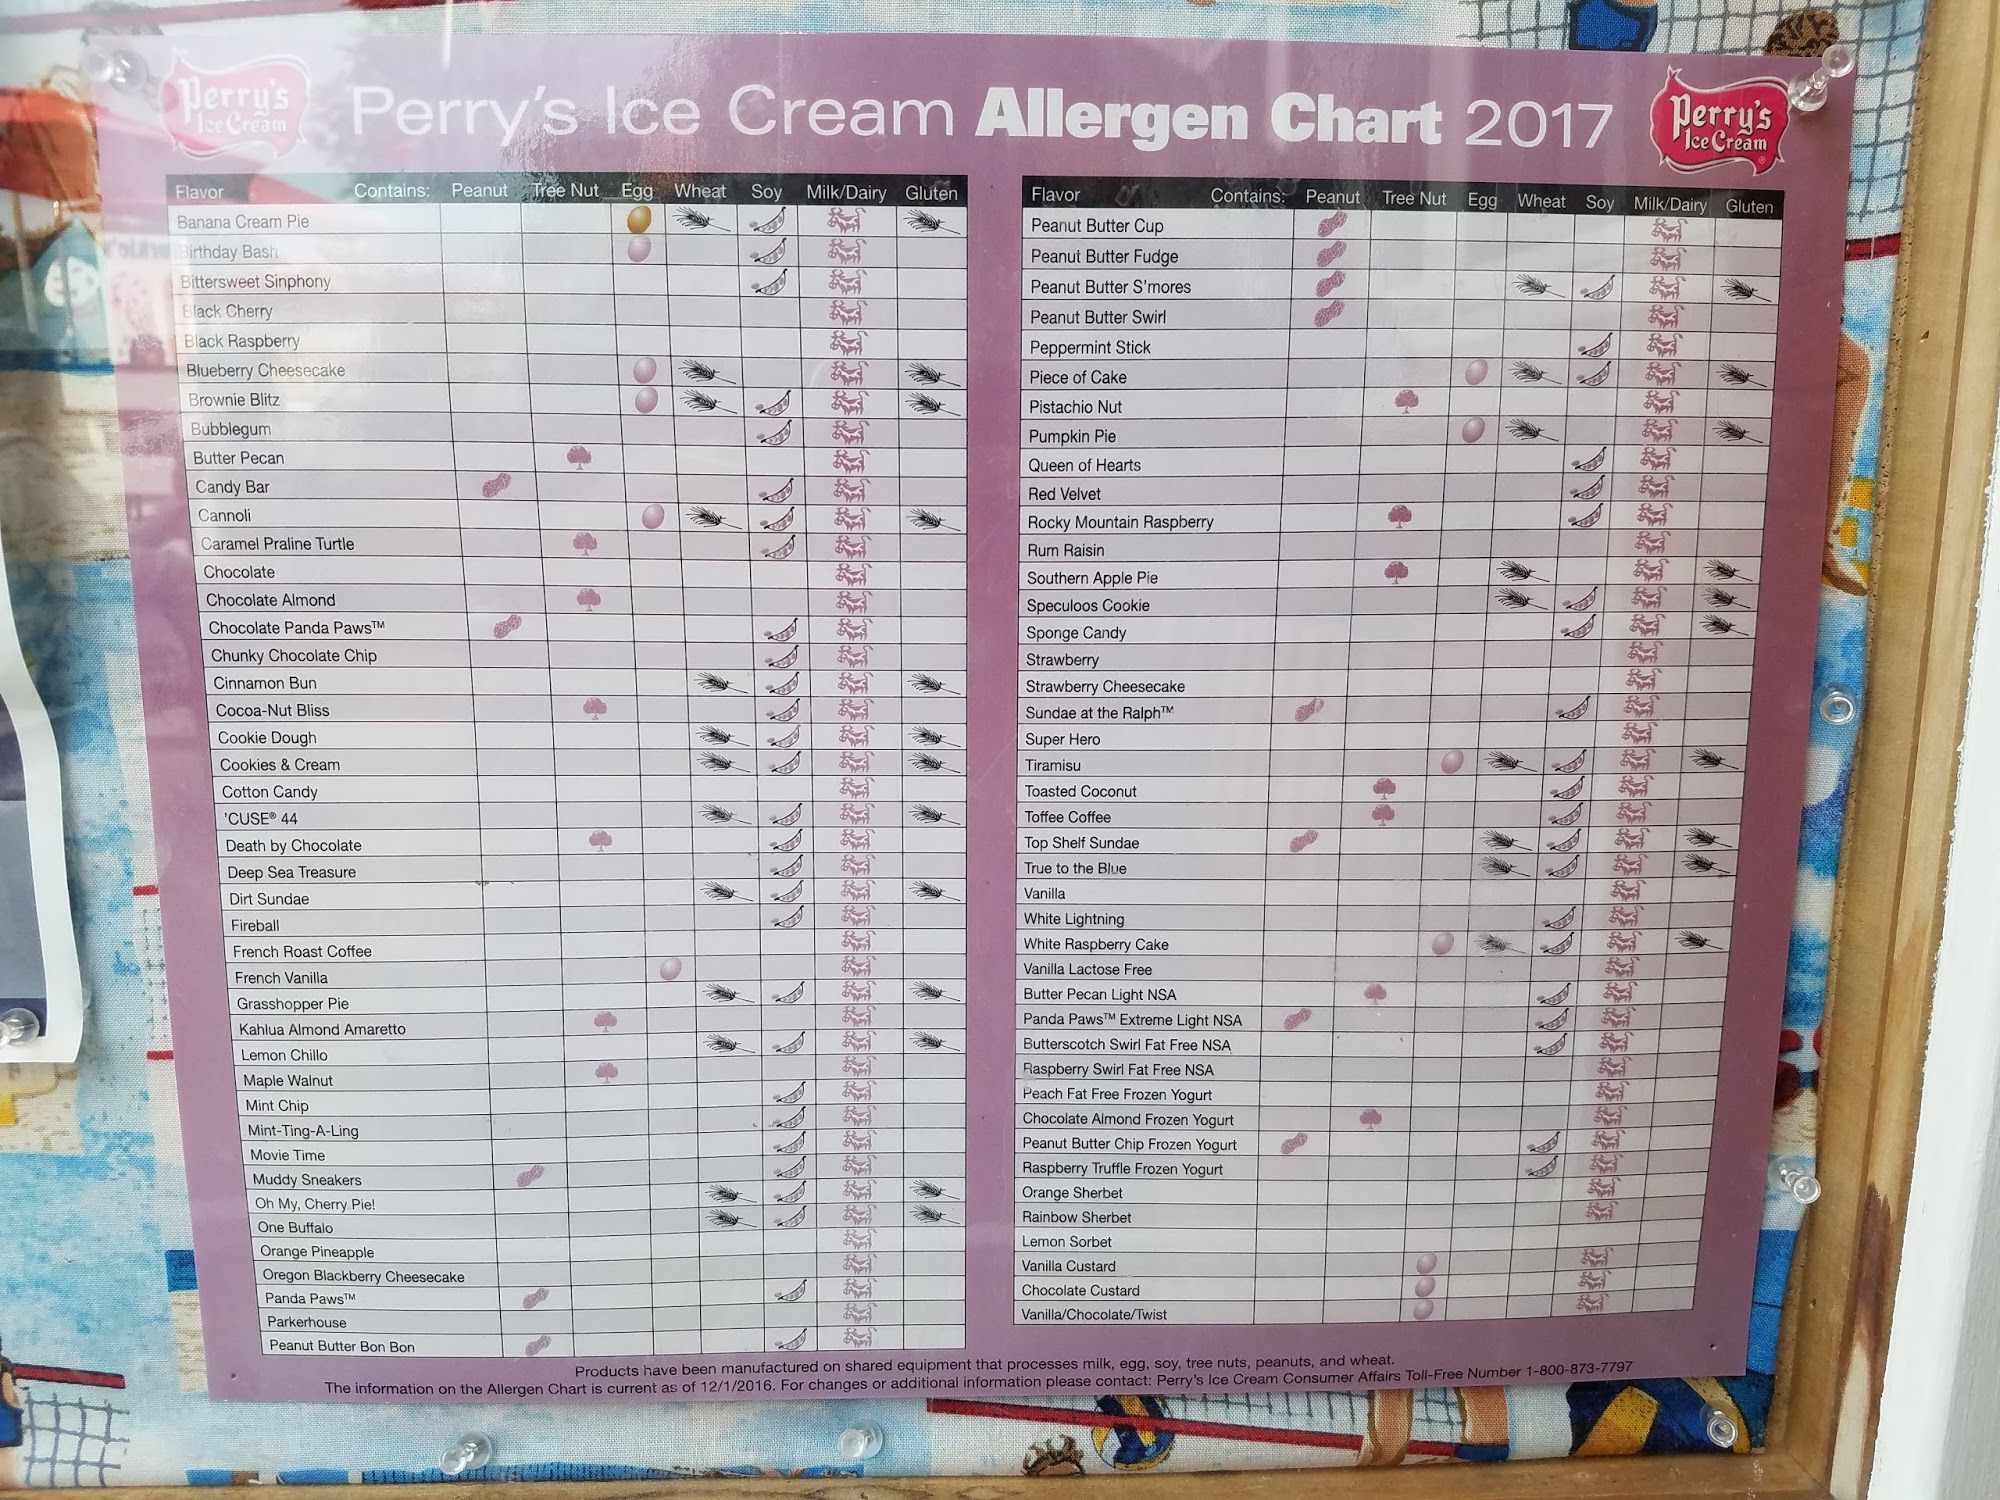 Perry's
Ice Cream
Perry's Ice Cream Allergen Chart 2017
Perry's
Ice Cream
®
Flavor Contains: Peanut Tree Nut Egg Wheat Soy Milk/Dairy Gluten
Banana Cream Pie
Birthday Bash
Bittersweet Sinphony
Black Cherry
Black Raspberry
Blueberry Cheesecake
Brownie Blitz
Bubblegum
Butter Pecan
Candy Bar
Cannoli
Caramel Praline Turtle
Chocolate
Chocolate Almond
Chocolate Panda Paws™
Chunky Chocolate Chip
Cinnamon Bun
Cocoa-Nut Bliss
Cookie Dough
Cookies & Cream
Cotton Candy
'CUSE® 44
Death by Chocolate
Deep Sea Treasure
Dirt Sundae
Fireball
French Roast Coffee
French Vanilla
Grasshopper Pie
Kahlua Almond Amaretto
Lemon Chillo
Maple Walnut
Mint Chip
Mint-Ting-A-Ling
Movie Time
Muddy Sneakers
Oh My, Cherry Pie!
One Buffalo
Orange Pineapple
Oregon Blackberry Cheesecake
Panda Paws™
Parkerhouse
Peanut Butter Bon Bon
Flavor Contains: Peanut Tree Nut Egg Wheat Soy Milk/Dairy Gluten
Peanut Butter Cup
Peanut Butter Fudge
Peanut Butter S'mores
Peanut Butter Swirl
Peppermint Stick
Piece of Cake
Pistachio Nut
Pumpkin Pie
Queen of Hearts
Red Velvet
Rocky Mountain Raspberry
Rum Raisin
Southern Apple Pie
Speculoos Cookie
Sponge Candy
Strawberry
Strawberry Cheesecake
Sundae at the Ralph™
Super Hero
Tiramisu
Toasted Coconut
Toffee Coffee
Top Shelf Sundae
True to the Blue
Vanilla
White Lightning
White Raspberry Cake
Vanilla Lactose Free
Butter Pecan Light NSA
Panda Paws™ Extreme Light NSA
Butterscotch Swirl Fat Free NSA
Raspberry Swirl Fat Free NSA
Peach Fat Free Frozen Yogurt
Chocolate Almond Frozen Yogurt
Peanut Butter Chip Frozen Yogurt
Raspberry Truffle Frozen Yogurt
Orange Sherbet
Rainbow Sherbet
Lemon Sorbet
Vanilla Custard
Chocolate Custard
Vanilla/Chocolate/Twist
Products have been manufactured on shared equipment that processes milk, egg, soy, tree nuts, peanuts, and wheat.
The information on the Allergen Chart is current as of 12/1/2016. For changes or additional information please contact: Perry's Ice Cream Consumer Affairs Toll-Free Number 1-800-873-7797